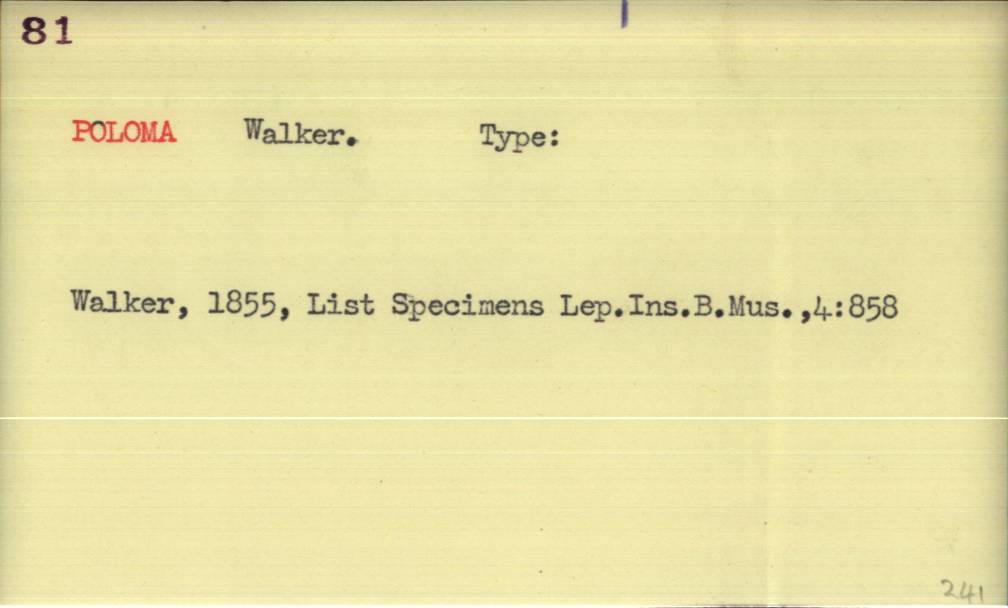 81
POLOMA Walker. Type:
Walker, 1855, List Specimens Lep.Ins.B.Mus.,4:858
241